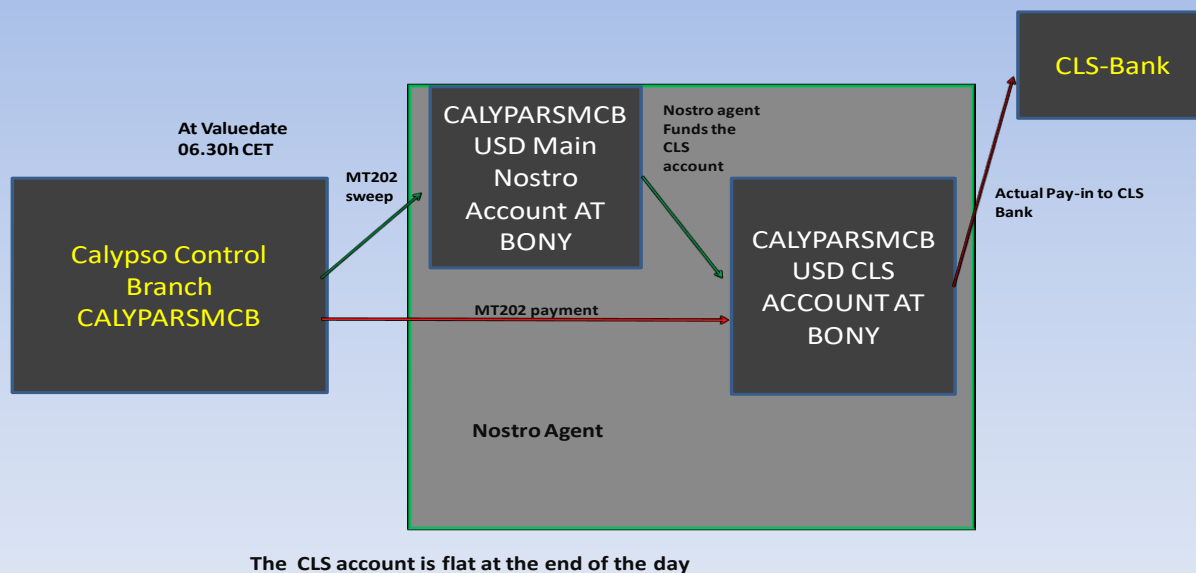 CLS-Bank
At Valuedate
06.30h CET
MT202
sweep
CALYPARSMCB
USD Main
Nostro
Account AT
BONY
Nostro agent
Funds the
CLS
account
Calypso Control
Branch
CALYPARSMCB
MT202 payment
CALYPARSMCB
USD CLS
ACCOUNT AT
BONY
Actual Pay-in to CLS
Bank
Nostro Agent
The CLS account is flat at the end of the day